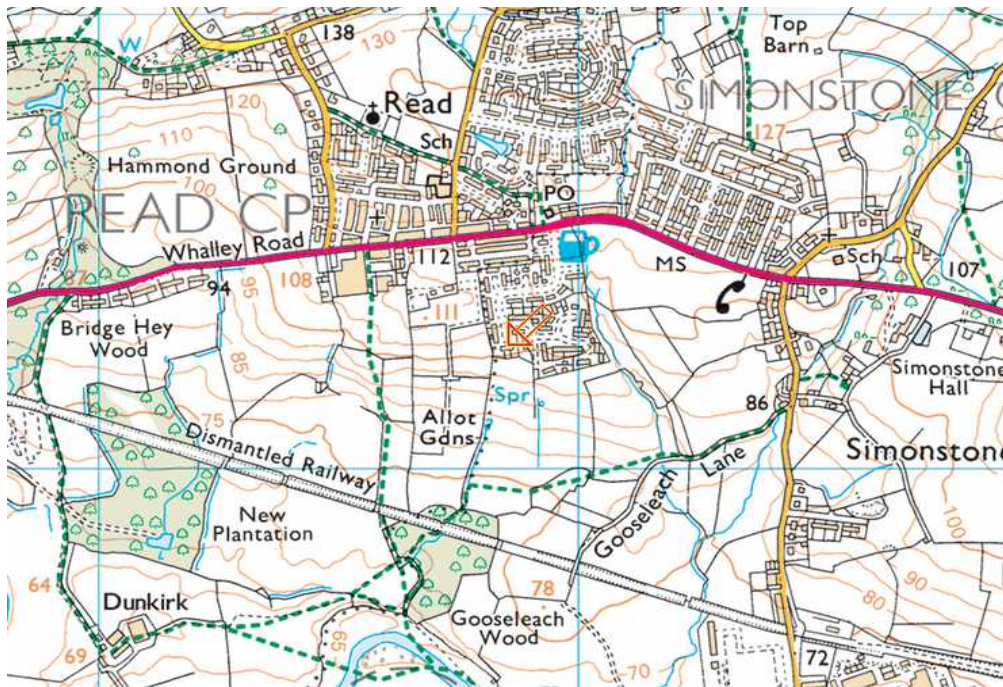 Top
Barn
W
138
130
SIMONSTONE
120
Read
127
110
Sch
Hammond Ground
100
PO
READ CP
Whalley Road
112
MS
Sch
87
94
95
108
107
111
Bridge Hey
Wood
85
Simonstone
Hall
Spr
86
75
Allot
Gdns
Dismantled Railway
Simonstone
Gooseleach Lane
New
Plantation
100
64
78
90
80
Dunkirk
Gooseleach
Wood
65
69
70
72